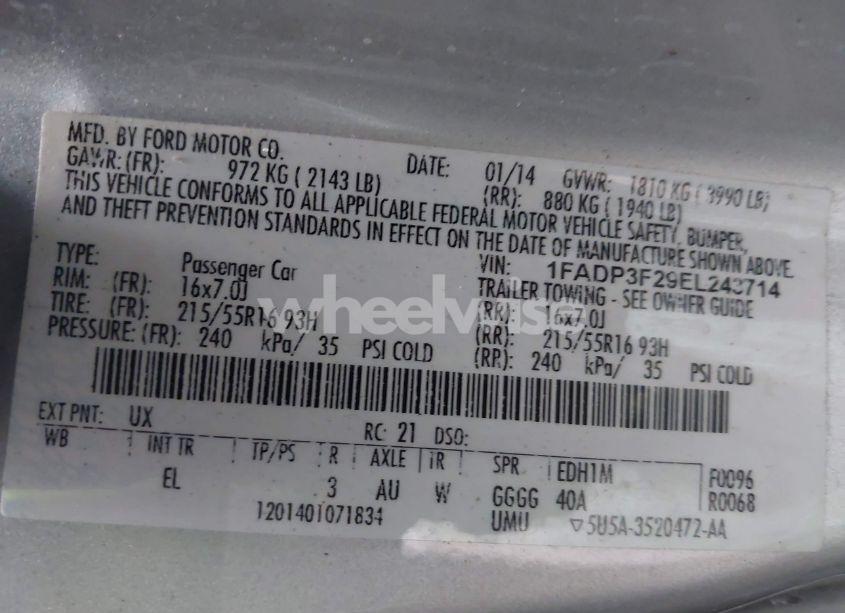 MFD. BY FORD MOTOR CO. DATE: 01/14 GVWR: 1810 KG ( 3990 LB)
GAWR: (FR): 972 KG ( 2143 LB) (RR): 880 KG ( 1940 LB)
THIS VEHICLE CONFORMS TO ALL APPLICABLE FEDERAL MOTOR VEHICLE SAFETY, BUMPER,
AND THEFT PREVENTION STANDARDS IN EFFECT ON THE DATE OF MANUFACTURE SHOWN ABOVE.
VIN: 1FADP3F29EL243714
TYPE: Passenger Car TRAILER TOWING - SEE OWNER GUIDE
RIM: (FR): 16x7.0J (RR): 16x7.0J
TIRE: (FR): 215/55R16 93H (RR): 215/55R16 93H
PRESSURE: (FR): 240 kPa/ 35 PSI COLD (RR): 240 kPa/ 35 PSI COLD
EXT PNT: UX RC: 21 DSO:
WB INT TR TP/PS R AXLE TR SPR EDH1M F0096
EL 3 AU W GGGG 40A R0068
1201401071834 UMU ▽5U5A-3520472-AA